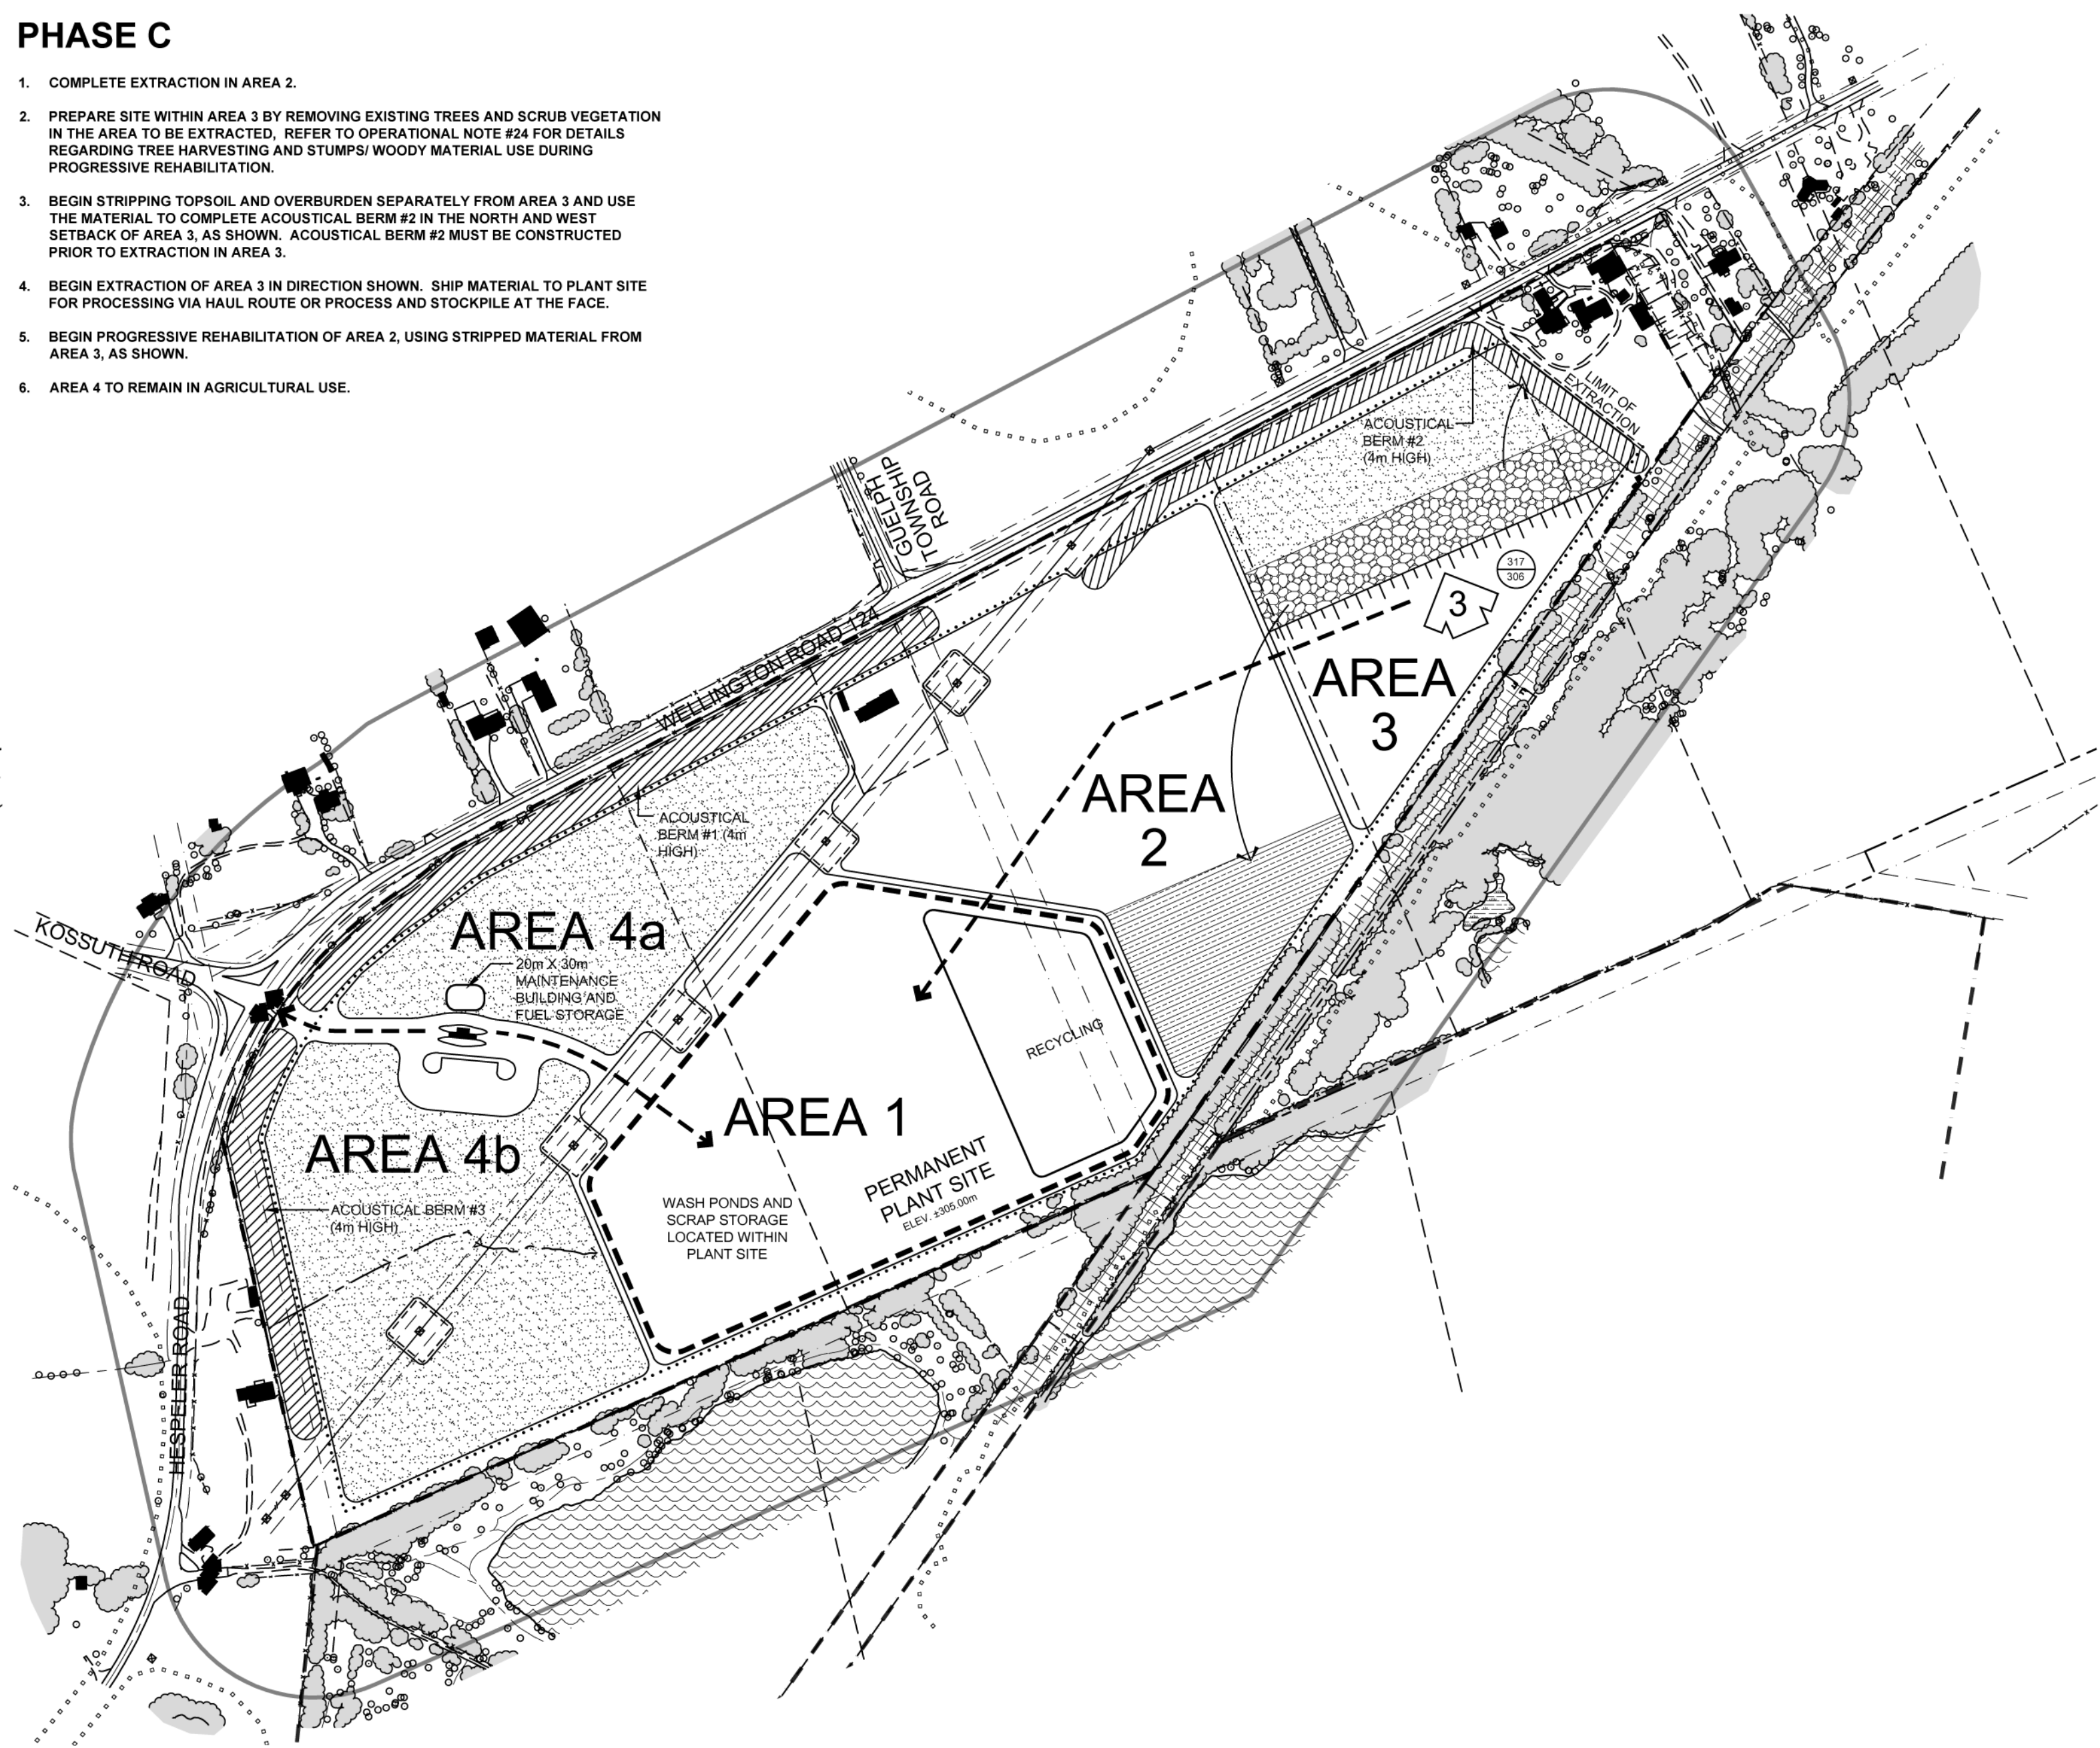 PHASE C
1. COMPLETE EXTRACTION IN AREA 2.
2. PREPARE SITE WITHIN AREA 3 BY REMOVING EXISTING TREES AND SCRUB VEGETATION
IN THE AREA TO BE EXTRACTED, REFER TO OPERATIONAL NOTE #24 FOR DETAILS
REGARDING TREE HARVESTING AND STUMPS/ WOODY MATERIAL USE DURING
PROGRESSIVE REHABILITATION.
3. BEGIN STRIPPING TOPSOIL AND OVERBURDEN SEPARATELY FROM AREA 3 AND USE
THE MATERIAL TO COMPLETE ACOUSTICAL BERM #2 IN THE NORTH AND WEST
SETBACK OF AREA 3, AS SHOWN. ACOUSTICAL BERM #2 MUST BE CONSTRUCTED
PRIOR TO EXTRACTION IN AREA 3.
4. BEGIN EXTRACTION OF AREA 3 IN DIRECTION SHOWN. SHIP MATERIAL TO PLANT SITE
FOR PROCESSING VIA HAUL ROUTE OR PROCESS AND STOCKPILE AT THE FACE.
5. BEGIN PROGRESSIVE REHABILITATION OF AREA 2, USING STRIPPED MATERIAL FROM
AREA 3, AS SHOWN.
6. AREA 4 TO REMAIN IN AGRICULTURAL USE.
LIMIT OF
EXTRACTION
ACOUSTICAL
BERM #2
(4m HIGH)
GUELPH
TOWNSHIP
ROAD
317
306
3
WELLINGTON ROAD 124
AREA
3
AREA
2
ACOUSTICAL
BERM #1 (4m
HIGH)
AREA 4a
20m X 30m
MAINTENANCE
BUILDING AND
FUEL STORAGE
KOSSUTH ROAD
RECYCLING
AREA 1
AREA 4b
PERMANENT
PLANT SITE
ELEV. ±305.00m
ACOUSTICAL BERM #3
(4m HIGH)
WASH PONDS AND
SCRAP STORAGE
LOCATED WITHIN
PLANT SITE
HESPELER ROAD